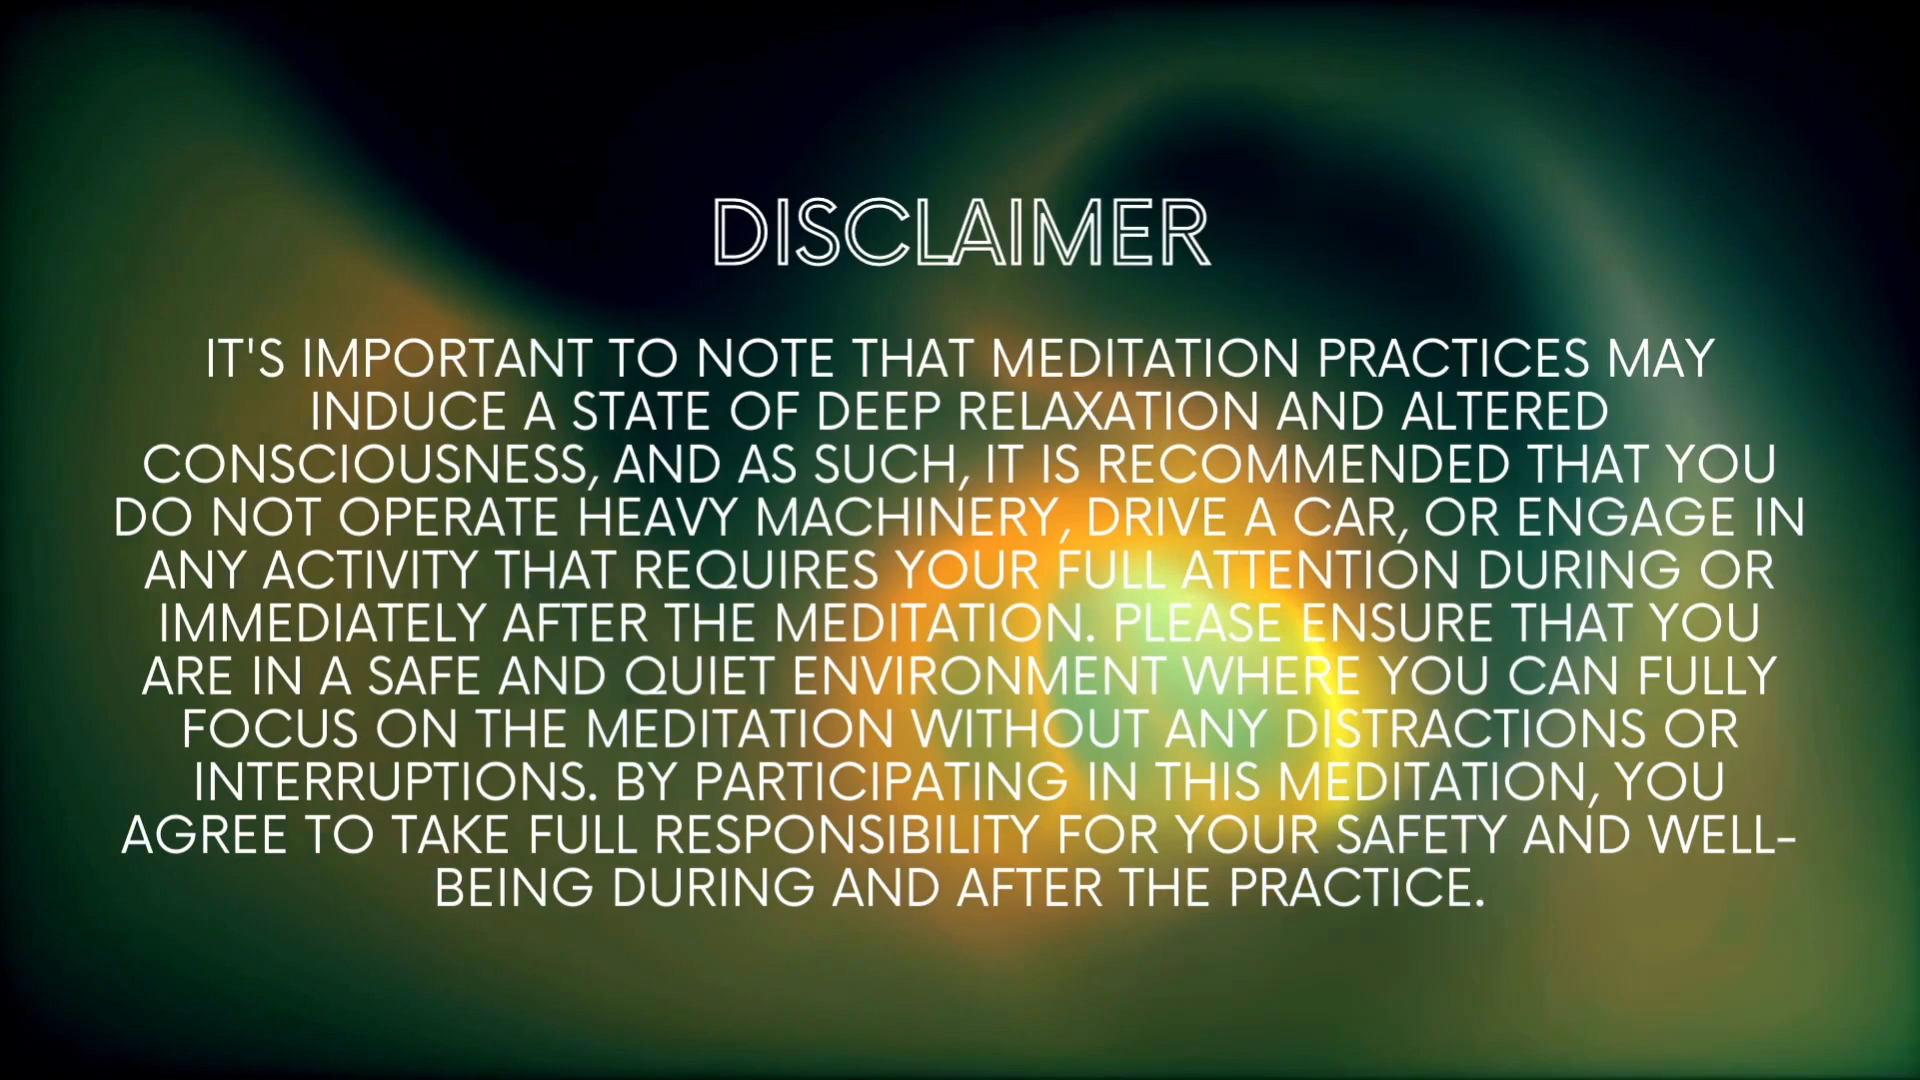 DISCLAIMER
IT'S IMPORTANT TO NOTE THAT MEDITATION PRACTICES MAY
INDUCE A STATE OF DEEP RELAXATION AND ALTERED
CONSCIOUSNESS, AND AS SUCH, IT IS RECOMMENDED THAT YOU
DO NOT OPERATE HEAVY MACHINERY, DRIVE A CAR, OR ENGAGE IN
ANY ACTIVITY THAT REQUIRES YOUR FULL ATTENTION DURING OR
IMMEDIATELY AFTER THE MEDITATION. PLEASE ENSURE THAT YOU
ARE IN A SAFE AND QUIET ENVIRONMENT WHERE YOU CAN FULLY
FOCUS ON THE MEDITATION WITHOUT ANY DISTRACTIONS OR
INTERRUPTIONS. BY PARTICIPATING IN THIS MEDITATION, YOU
AGREE TO TAKE FULL RESPONSIBILITY FOR YOUR SAFETY AND WELL-
BEING DURING AND AFTER THE PRACTICE.